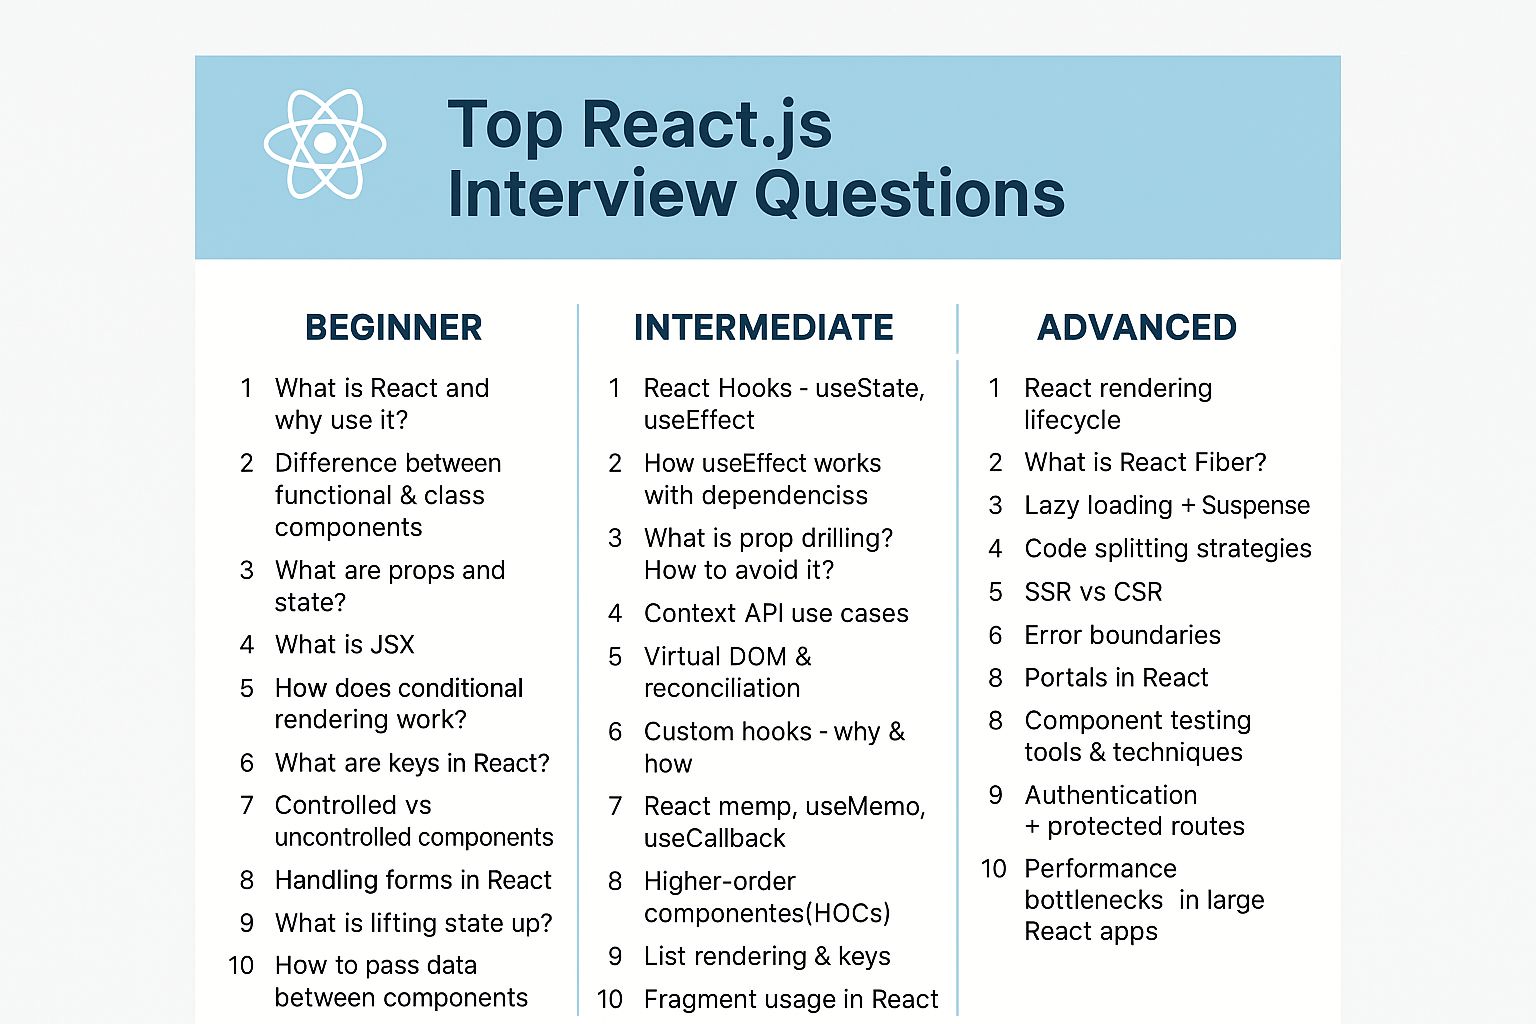 Top React.js
Interview Questions
BEGINNER
1 What is React and
why use it?
2 Difference between
functional & class
components
3 What are props and
state?
4 What is JSX
5 How does conditional
rendering work?
6 What are keys in React?
7 Controlled vs
uncontrolled components
8 Handling forms in React
9 What is lifting state up?
10 How to pass data
between components
INTERMEDIATE
1 React Hooks - useState,
useEffect
2 How useEffect works
with dependenciss
3 What is prop drilling?
How to avoid it?
4 Context API use cases
5 Virtual DOM &
reconciliation
6 Custom hooks - why &
how
7 React memp, useMemo,
useCallback
8 Higher-order
componentes(HOCs)
9 List rendering & keys
10 Fragment usage in React
ADVANCED
1 React rendering
lifecycle
2 What is React Fiber?
3 Lazy loading + Suspense
4 Code splitting strategies
5 SSR vs CSR
6 Error boundaries
8 Portals in React
8 Component testing
tools & techniques
9 Authentication
+ protected routes
10 Performance
bottlenecks in large
React apps